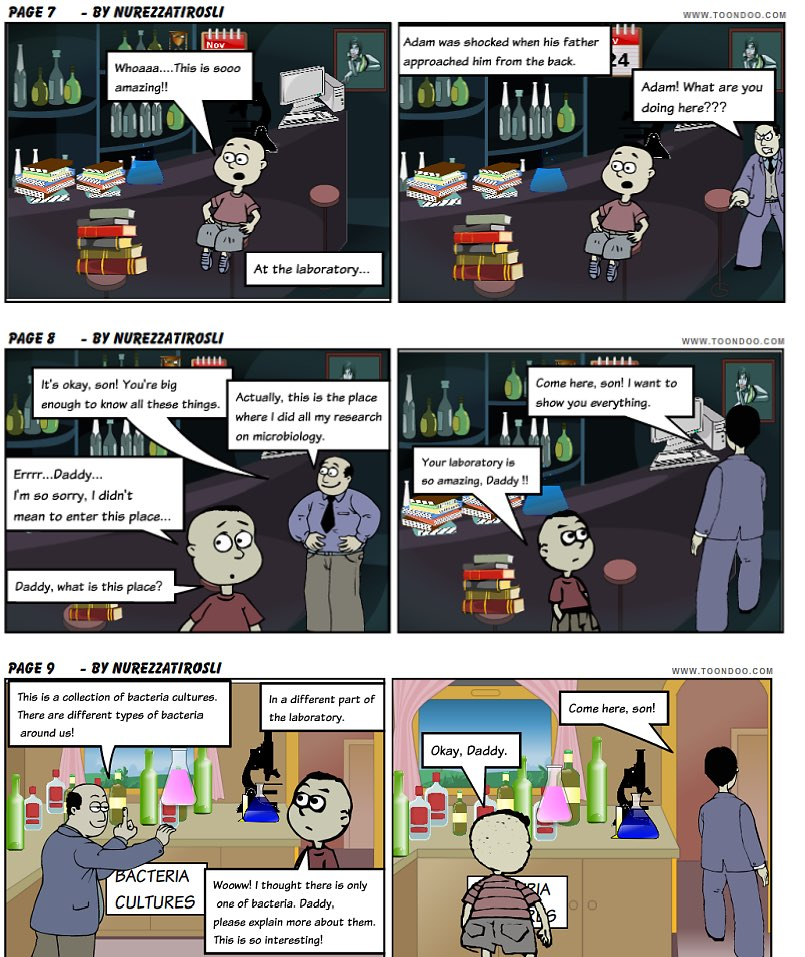 PAGE 7 - BY NUREZZATIROSLI
WWW.TOONDOO.COM
Nov
Whoaaa....This is sooo
amazing!!
At the laboratory...
24
Adam was shocked when his father
approached him from the back.
Adam! What are you
doing here???
PAGE 8 - BY NUREZZATIROSLI
WWW.TOONDOO.COM
It's okay, son! You're big
enough to know all these things.
Actually, this is the place
where I did all my research
on microbiology.
Errrr...Daddy...
I'm so sorry, I didn't
mean to enter this place...
Daddy, what is this place?
Come here, son! I want to
show you everything.
Your laboratory is
so amazing, Daddy !!
PAGE 9 - BY NUREZZATIROSLI
WWW.TOONDOO.COM
This is a collection of bacteria cultures.
There are different types of bacteria
around us!
In a different part of
the laboratory.
BACTERIA
CULTURES
Wooww! I thought there is only
one of bacteria. Daddy,
please explain more about them.
This is so interesting!
Come here, son!
Okay, Daddy.
RIA
ES